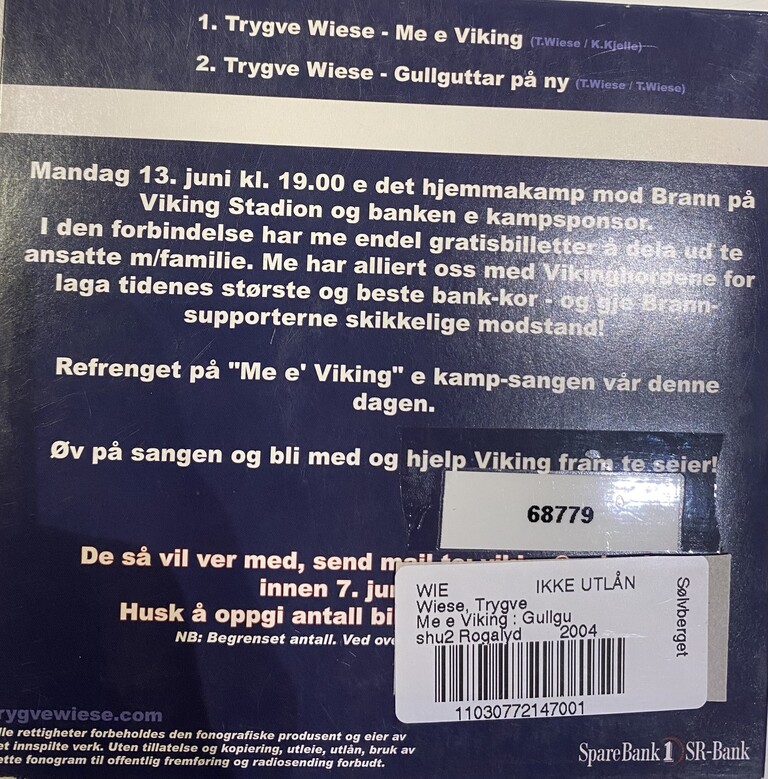 1. Trygve Wiese - Me e Viking (T.Wiese / K.Kjelle)
2. Trygve Wiese - Gullguttar på ny (T.Wiese / T.Wiese)
Mandag 13. juni kl. 19.00 e det hjemmakamp mod Brann på
Viking Stadion og banken e kampsponsor.
I den forbindelse har me endel gratisbilletter å dela ud te
ansatte m/familie. Me har alliert oss med Vikinghordene for
laga tidenes største og beste bank-kor - og gje Brann-
supporterne skikkelige modstand!
Refrenget på "Me e' Viking" e kamp-sangen vår denne
dagen.
Øv på sangen og bli med og hjelp Viking fram te seier!
68779
De så vil ver med, send
innen 7.
Husk å oppgi antall
NB: Begrenset antall. Ved
WIE IKKE UTLÅN
Wiese, Trygve
Me e Viking : Gullgu
shu2 Rogalyd 2004
11030772147001
Sølvberget
rygvewiese.com
lle rettigheter forbeholdes den fonografiske produsent og eier av
et innspilte verk. Uten tillatelse og kopiering, utleie, utlån, bruk av
ette fonogram til offentlig fremføring og radiosending forbudt.
SpareBank 1 SR-Bank